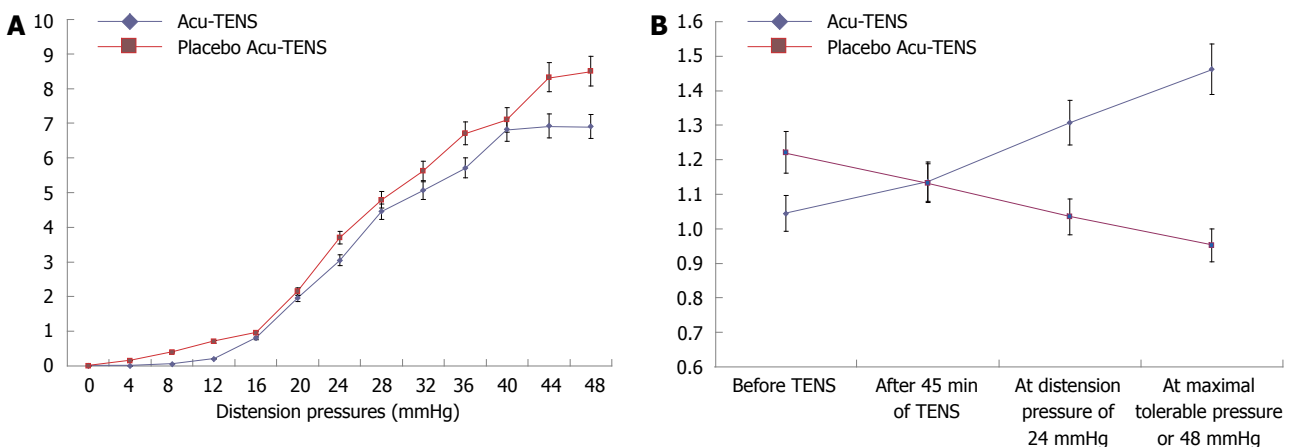 A
Acu-TENS
Placebo Acu-TENS
10
9
8
7
6
5
4
3
2
1
0
0 4 8 12 16 20 24 28 32 36 40 44 48
Distension pressures (mmHg)
B
Acu-TENS
Placebo Acu-TENS
1.6
1.5
1.4
1.3
1.2
1.1
1.0
0.9
0.8
0.7
0.6
Before TENS
After 45 min
of TENS
At distension
pressure of
24 mmHg
At maximal
tolerable pressure
or 48 mmHg